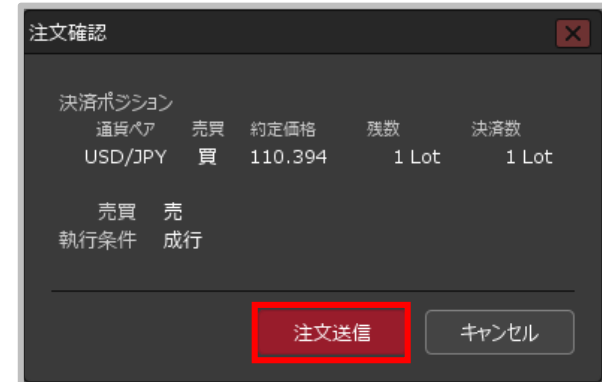 注文確認
決済ポジション
通貨ペア 売買 約定価格 残数 決済数
USD/JPY 買 110.394 1 Lot 1 Lot
売買 売
執行条件 成行
注文送信 キャンセル